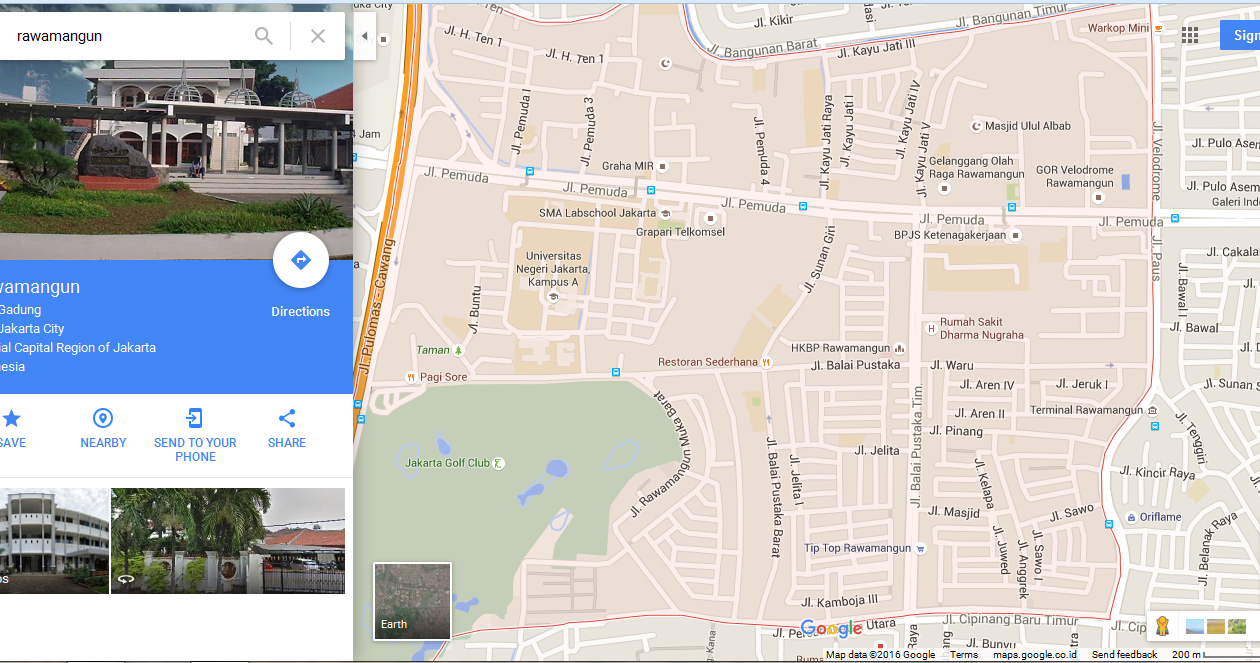 rawamangun
wamangun
Gadung
Jakarta City
ial Capital Region of Jakarta
nesia
Directions
SAVE
NEARBY
SEND TO YOUR
PHONE
SHARE
os
Earth
4 Jam
uka City
Jl. H. Ten 1
Jl. H. Ten 1
Jl. Kikir
Jl. Bangunan Barat
Jl. Bangunan Timur
Jl. Kayu Jati III
Warkop Mini
Sign
Jl. Pemuda I
Jl. Pemuda 3
Jl. Pemuda 4
Jl. Kayu Jati Raya
Jl. Kayu Jati I
Jl. Kayu Jati IV
Jl. Kayu Jati V
Masjid Ulul Albab
Jl. Velodrome
Jl. Pulo Asem
Graha MIR
Gelanggang Olah
Raga Rawamangun
GOR Velodrome
Rawamangun
Jl. Pulo Asem
Galeri Ind
Jl. Pemuda
Jl. Pemuda
Jl. Pemuda
Jl. Pemuda
Jl. Pemuda
SMA Labschool Jakarta
Grapari Telkomsel
BPJS Ketenagakerjaan
Universitas
Negeri Jakarta,
Kampus A
Jl. Sunan Giri
Jl. Paus
Jl. Cakala
Jl. Pulomas - Cawang
Jl. Buntu
Jl. Bawal I
Jl. Bawal
Rumah Sakit
Dharma Nugraha
Taman
Pagi Sore
Restoran Sederhana
HKBP Rawamangun
Jl. Balai Pustaka
Jl. Waru
Jl. Aren IV
Jl. Jeruk I
Jl. Sunan S
Jl. Rawamangun Muka Barat
Jl. Aren II
Terminal Rawamangun
Jl. Pinang
Jl. Tenggiri
Jakarta Golf Club
Jl. Balai Pustaka Barat
Jl. Jelita I
Jl. Jelita
Jl. Balai Pustaka Tim.
Jl. Kelapa
Jl. Kincir Raya
Jl. Masjid
Jl. Sawo
Oriflame
Jl. Belanak Raya
Tip Top Rawamangun
Jl. Juwed
Jl. Anggrek
Jl. Sawo I
Jl. Kamboja III
Google
Utara
Jl. Cipinang Baru Timur
Jl. Cip
Jl. Bunyu
Raya
Kana
Map data ©2016 Google
Terms
maps.google.co.id
Send feedback
200 m